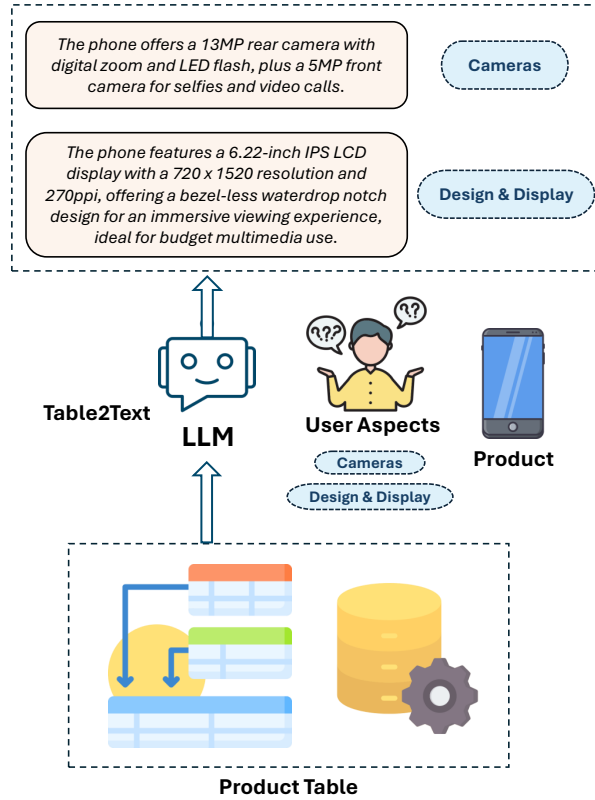 The phone offers a 13MP rear camera with
digital zoom and LED flash, plus a 5MP front
camera for selfies and video calls.
Cameras
The phone features a 6.22-inch IPS LCD
display with a 720 x 1520 resolution and
270ppi, offering a bezel-less waterdrop notch
design for an immersive viewing experience,
ideal for budget multimedia use.
Design & Display
???
??
Table2Text
LLM
User Aspects
Cameras
Design & Display
Product
Product Table